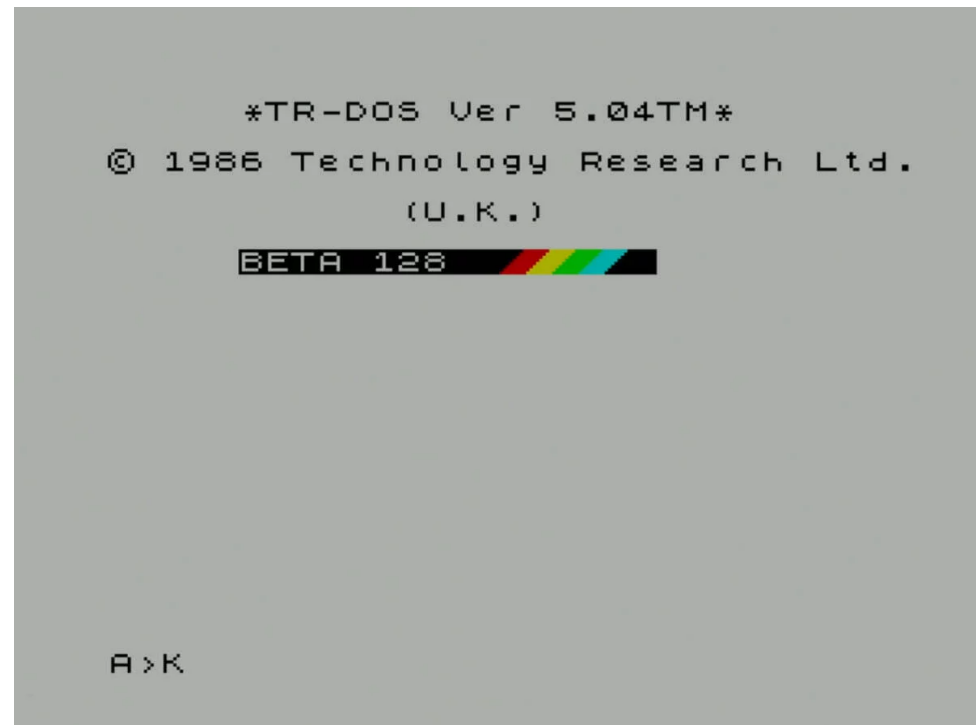 *TR-DOS Ver 5.04TM*
© 1986 Technology Research Ltd.
(U.K.)
BETA 128
A>K